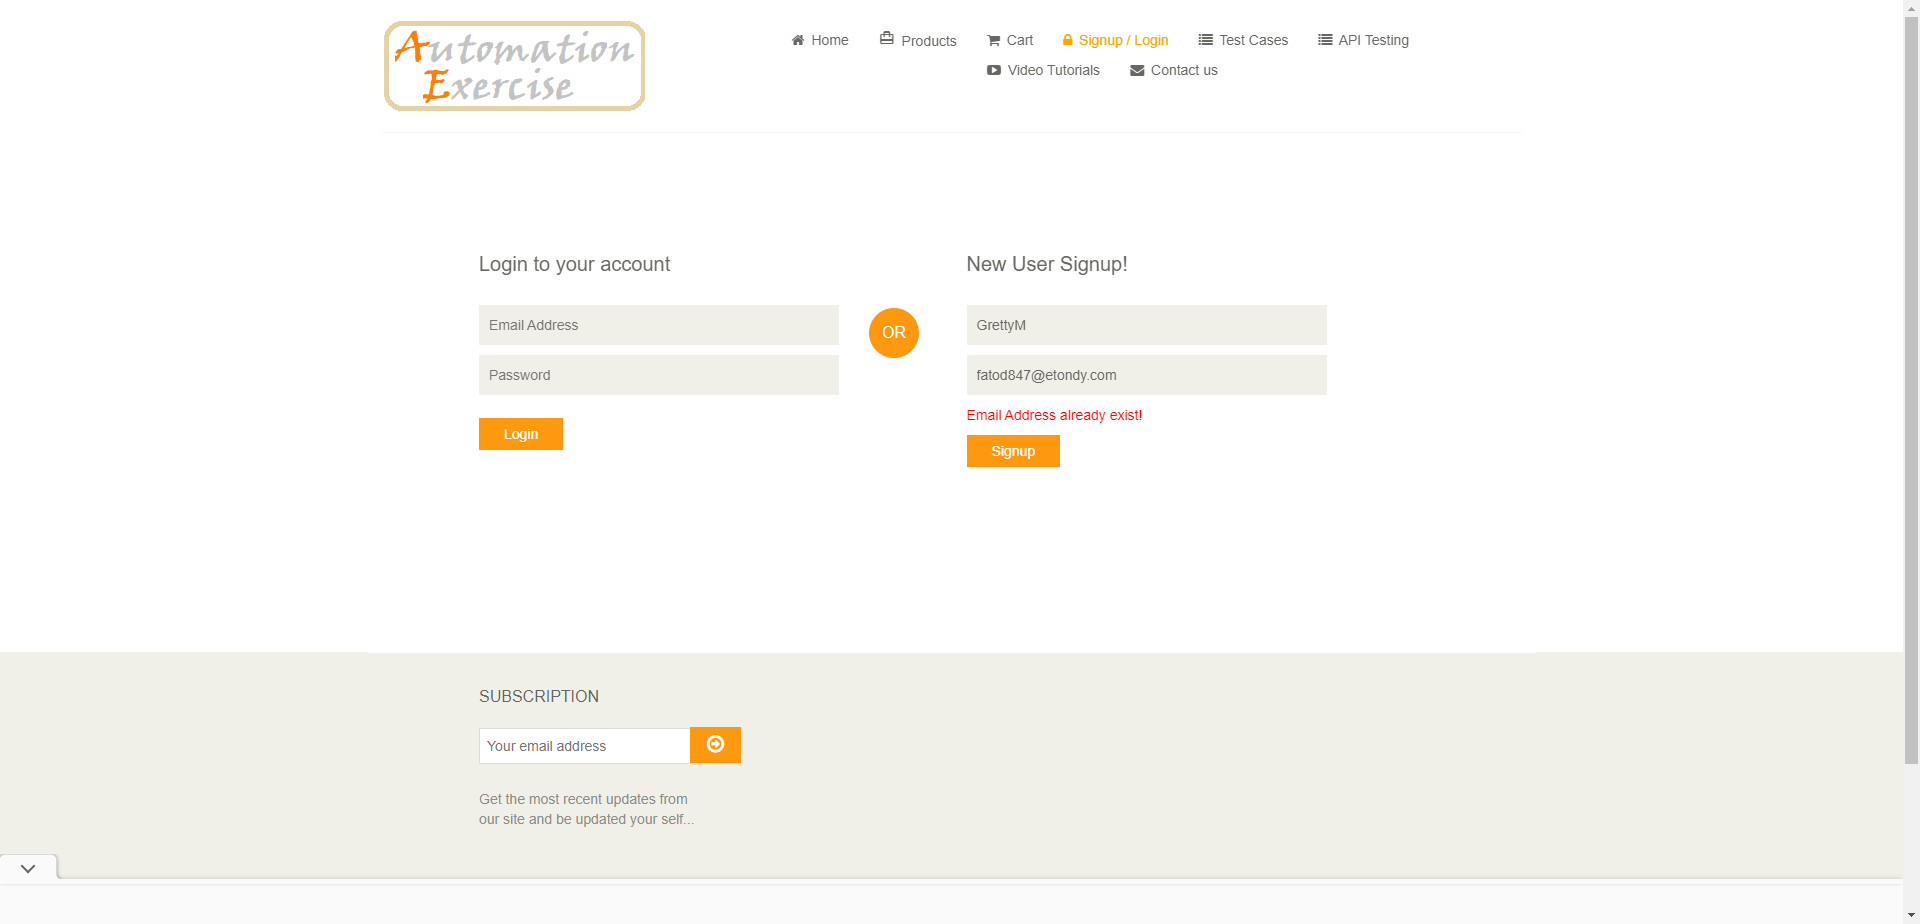 Automation
Exercise
Home
Products
Cart
Signup / Login
Test Cases
API Testing
Video Tutorials
Contact us
Login to your account
Email Address
Password
Login
OR
New User Signup!
GrettyM
fatod847@etondy.com
Email Address already exist!
Signup
SUBSCRIPTION
Your email address
Get the most recent updates from
our site and be updated your self...